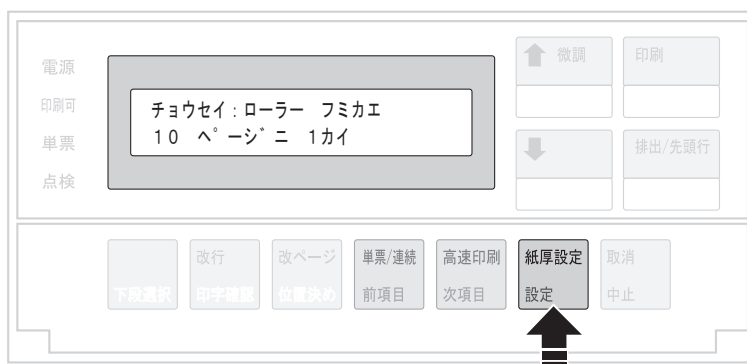 電源
印刷可
単票
点検
チョウセイ:ローラー フミカエ
10 ペ゜ーシ゛ニ 1カイ
微調
印刷
排出/先頭行
下段選択
改行
印字確認
改ページ
位置決め
単票/連続
前項目
高速印刷
次項目
紙厚設定
設定
取消
中止